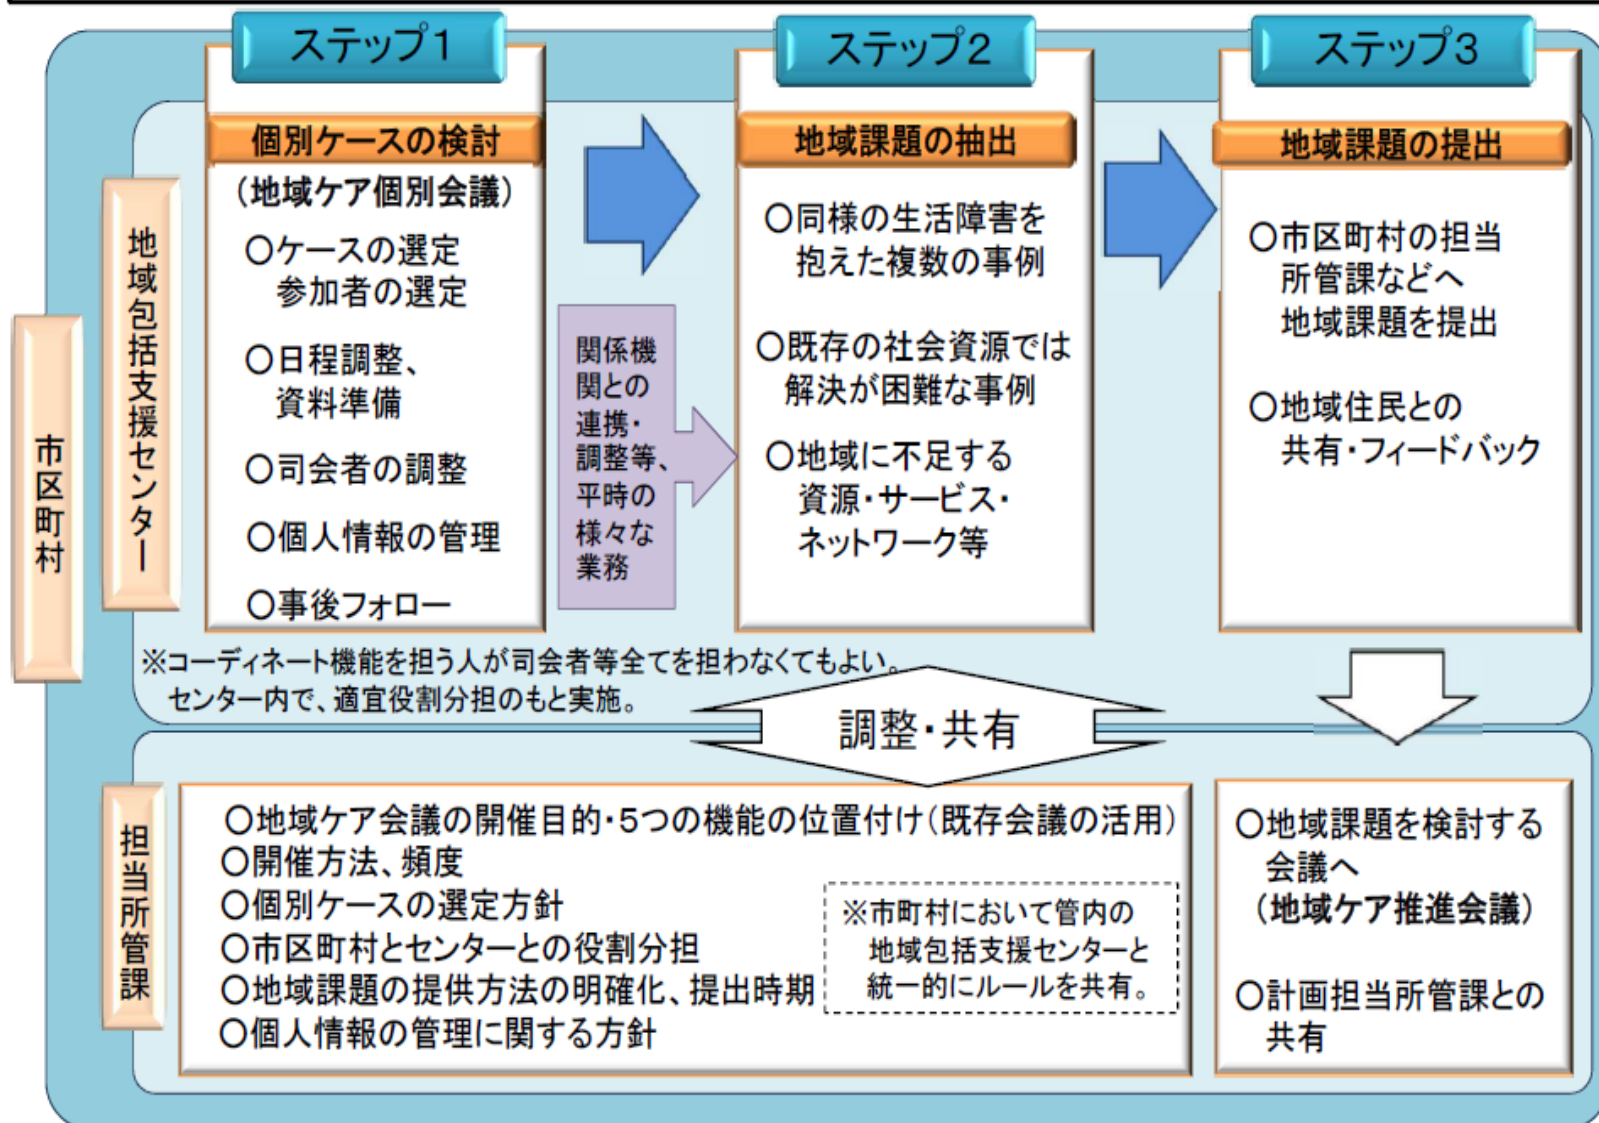 ステップ1
個別ケースの検討
(地域ケア個別会議)
○ケースの選定
参加者の選定
○日程調整、
資料準備
○司会者の調整
○個人情報の管理
○事後フォロー
関係機
関との
連携・
調整等、
平時の
様々な
業務
ステップ2
地域課題の抽出
○同様の生活障害を
抱えた複数の事例
○既存の社会資源では
解決が困難な事例
○地域に不足する
資源・サービス・
ネットワーク等
ステップ3
地域課題の提出
○市区町村の担当
所管課などへ
地域課題を提出
○地域住民との
共有・フィードバック
市区町村
地域包括支援センター
※コーディネート機能を担う人が司会者等全てを担わなくてもよい。
センター内で、適宜役割分担のもと実施。
調整・共有
担当所管課
○地域ケア会議の開催目的・5つの機能の位置付け(既存会議の活用)
○開催方法、頻度
○個別ケースの選定方針
○市区町村とセンターとの役割分担
○地域課題の提供方法の明確化、提出時期
○個人情報の管理に関する方針
※市町村において管内の
地域包括支援センターと
統一的にルールを共有。
○地域課題を検討する
会議へ
(地域ケア推進会議)
○計画担当所管課との
共有